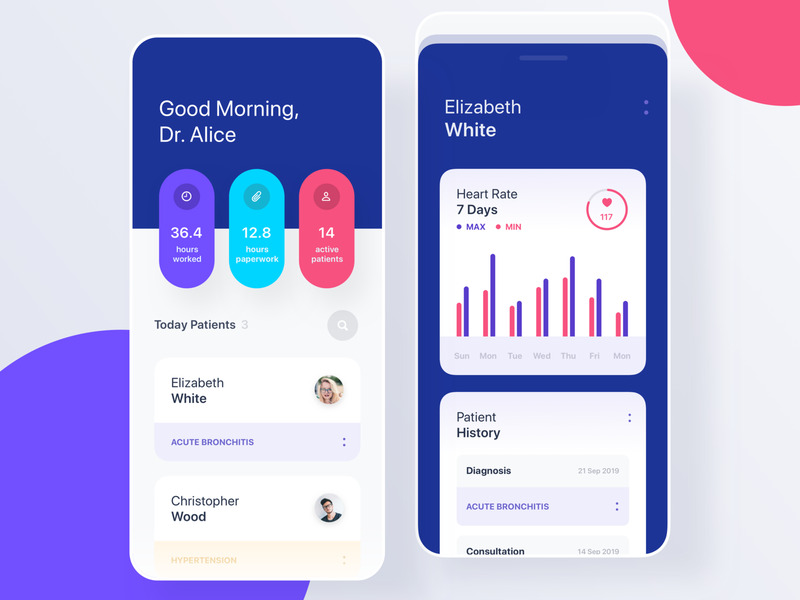 Good Morning,
Dr. Alice
36.4
hours
worked
12.8
hours
paperwork
14
active
patients
Today Patients 3
Elizabeth
White
ACUTE BRONCHITIS
Christopher
Wood
HYPERTENSION
Elizabeth
White
Heart Rate
7 Days
MAX MIN
117
Sun Mon Tue Wed Thu Fri Mon
Patient
History
Diagnosis 21 Sep 2019
ACUTE BRONCHITIS
Consultation 14 Sep 2019